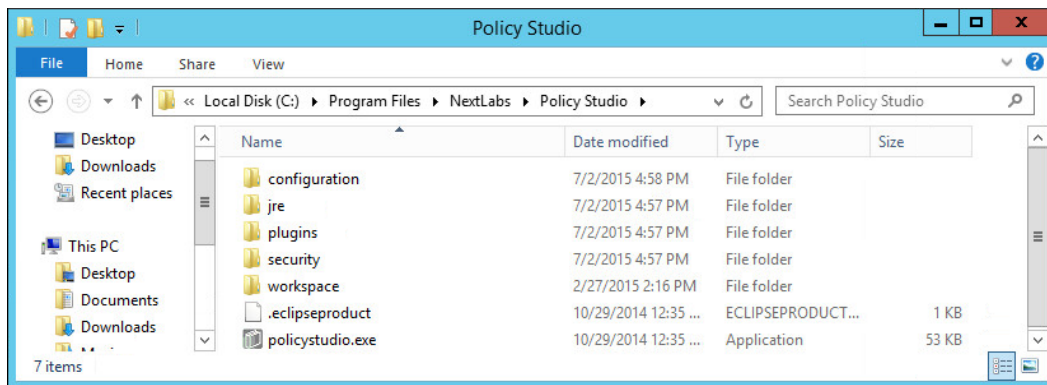 Policy Studio
File Home Share View
« Local Disk (C:) Program Files NextLabs Policy Studio Search Policy Studio
Desktop
Downloads
Recent places
This PC
Desktop
Documents
Downloads
Name Date modified Type Size
configuration 7/2/2015 4:58 PM File folder
jre 7/2/2015 4:57 PM File folder
plugins 7/2/2015 4:57 PM File folder
security 7/2/2015 4:57 PM File folder
workspace 2/27/2015 2:16 PM File folder
.eclipseproduct 10/29/2014 12:35 ... ECLIPSEPRODUCT... 1 KB
policystudio.exe 10/29/2014 12:35 ... Application 53 KB
7 items